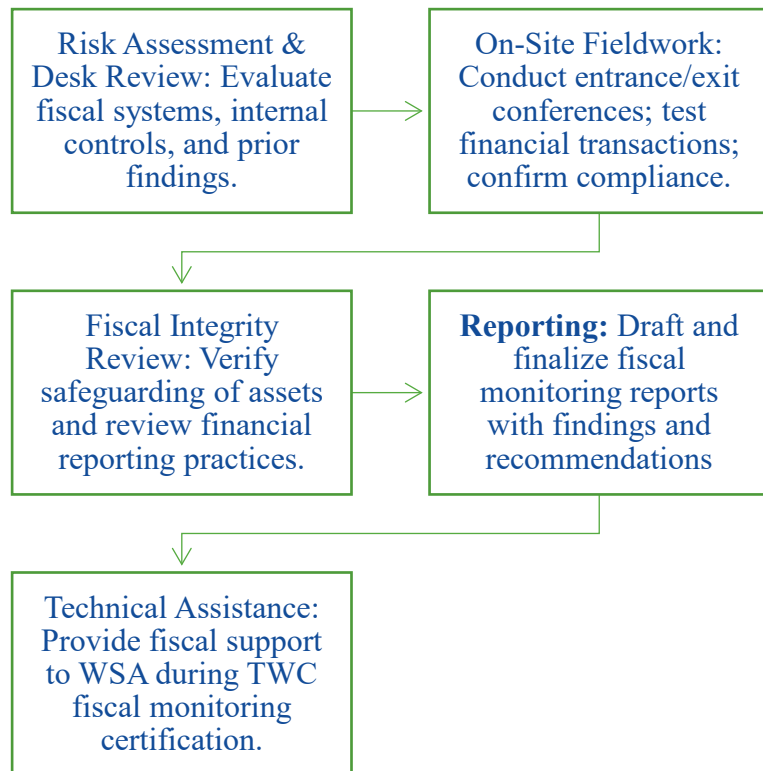 Risk Assessment &
Desk Review: Evaluate
fiscal systems, internal
controls, and prior
findings.
On-Site Fieldwork:
Conduct entrance/exit
conferences; test
financial transactions;
confirm compliance.
Fiscal Integrity
Review: Verify
safeguarding of assets
and review financial
reporting practices.
Reporting: Draft and
finalize fiscal
monitoring reports
with findings and
recommendations
Technical Assistance:
Provide fiscal support
to WSA during TWC
fiscal monitoring
certification.